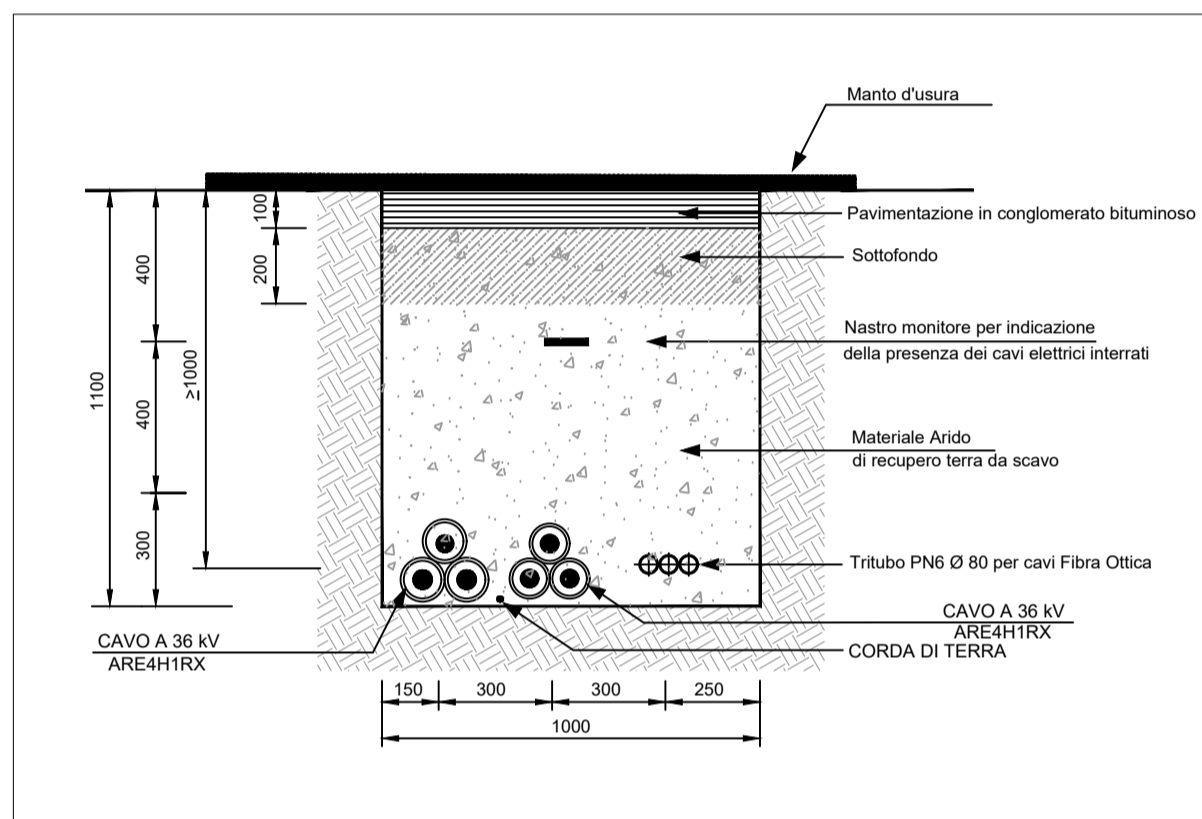 Manto d'usura
Pavimentazione in conglomerato bituminoso
Sottofondo
Nastro monitore per indicazione
della presenza dei cavi elettrici interrati
Materiale Arido
di recupero terra da scavo
Tritubo PN6 Ø 80 per cavi Fibra Ottica
CAVO A 36 kV
ARE4H1RX
CORDA DI TERRA
CAVO A 36 kV
ARE4H1RX
1100
400
400
300
≥1000
100
200
150 300 300 250
1000